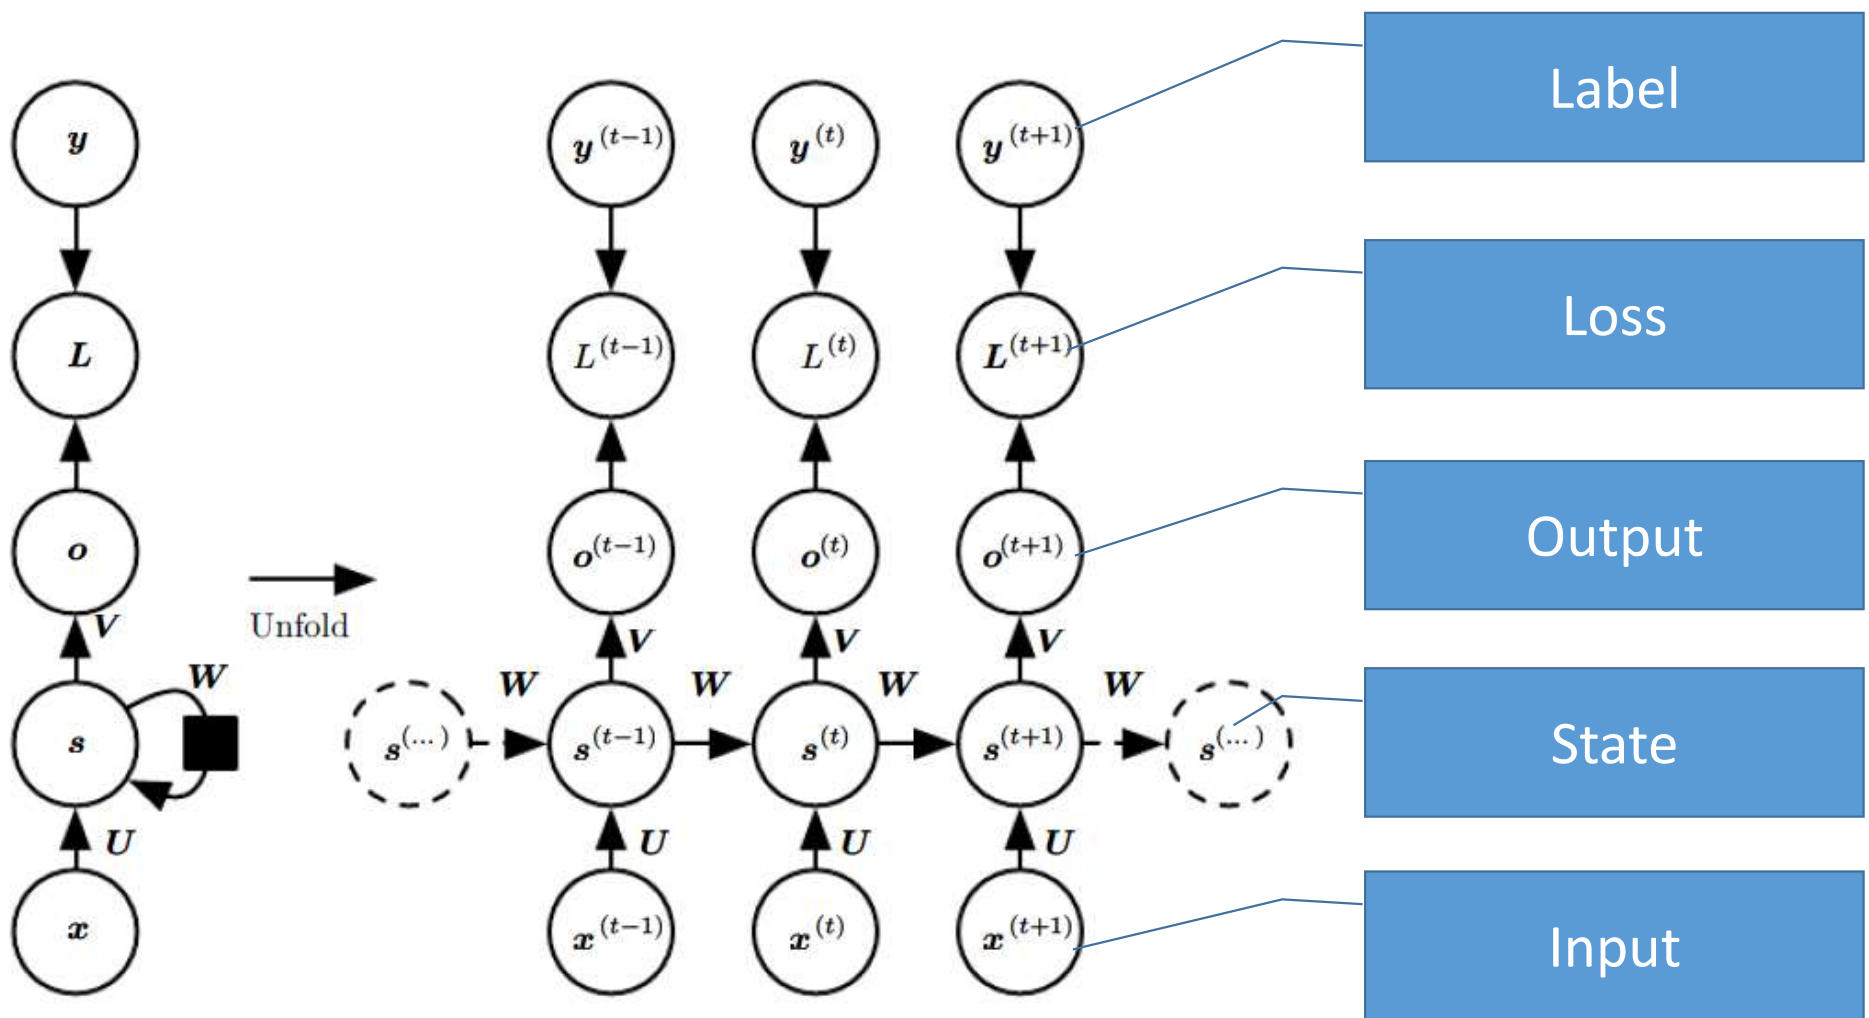 y y^(t−1) y^(t) y^(t+1) Label
L L^(t−1) L^(t) L^(t+1) Loss
o o^(t−1) o^(t) o^(t+1) Output
Unfold
V V V V
W W W W W
s s^(...) s^(t−1) s^(t) s^(t+1) s^(...) State
U U U U
x x^(t−1) x^(t) x^(t+1) Input